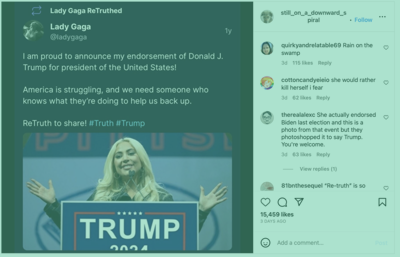 Lady Gaga ReTruthed
Lady Gaga
@ladygaga
1y
I am proud to announce my endorsement of Donald J.
Trump for president of the United States!
America is struggling, and we need someone who
knows what they're doing to help us back up.
ReTruth to share! #Truth #Trump
TRUMP
2024
still_on_a_downward_s
piral
• Follow
quirkyandrelatable69 Rain on the
swamp
3d 115 likes Reply
cottoncandyeielo she would rather
kill herself i fear
3d 82 likes Reply
therealalexc She actually endorsed
Biden last election and this is a
photo from that event but they
photoshopped it to say Trump.
You're welcome.
3d 63 likes Reply
View replies (1)
81bnthesequel "Re-truth" is so
15,459 likes
3 DAYS AGO
Add a comment...
Post